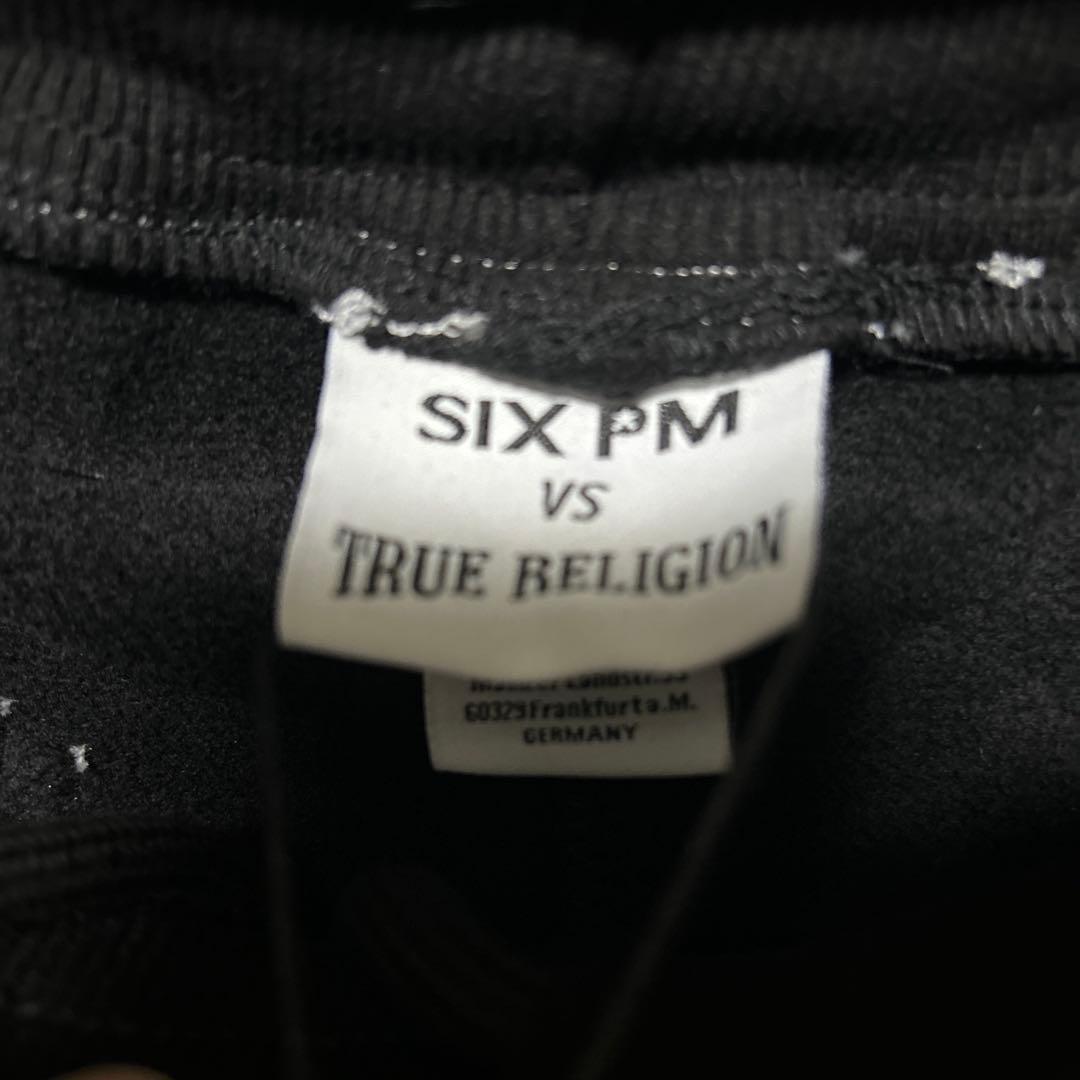 SIX PM
VS
TRUE RELIGION
60329 Frankfurt a.M.
GERMANY